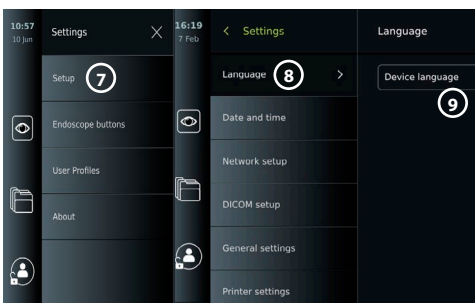 10:57
10 Jun
Settings
Setup
7
Endoscope buttons
User Profiles
About
16:19
7 Feb
Settings
Language
8
Date and time
Network setup
DICOM setup
General settings
Printer settings
Language
Device language
9